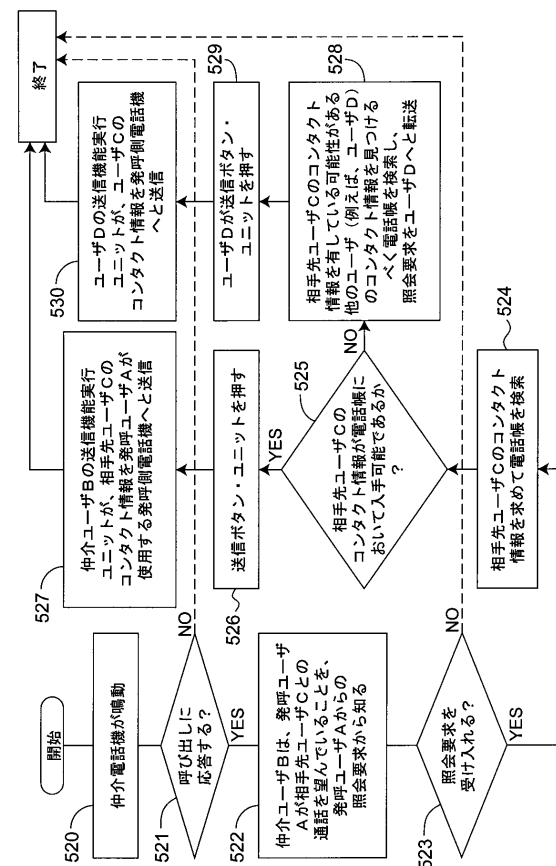 開始
520
仲介電話機が鳴動
521
呼び出しに
応答する?
NO
YES
522
仲介ユーザBは、発呼ユーザ
Aが相手先ユーザCとの
通話を望んでいることを、
発呼ユーザAからの
照会要求から知る
523
照会要求を
受け入れる?
NO
YES
524
相手先ユーザCのコンタクト
情報を求めて電話帳を検索
525
相手先ユーザCの
コンタクト情報が電話帳に
おいて入手可能であるか
?
YES
NO
526
送信ボタン・ユニットを押す
527
仲介ユーザBの送信機能実行
ユニットが、相手先ユーザCの
コンタクト情報を発呼ユーザAが
使用する発呼側電話機へと送信
528
相手先ユーザCのコンタクト
情報を有している可能性がある
他のユーザ(例えば、ユーザD)
のコンタクト情報を見つける
べく電話帳を検索し、
照会要求をユーザDへと転送
529
ユーザDが送信ボタン・
ユニットを押す
530
ユーザDの送信機能実行
ユニットが、ユーザCの
コンタクト情報を発呼側電話機
へと送信
終了